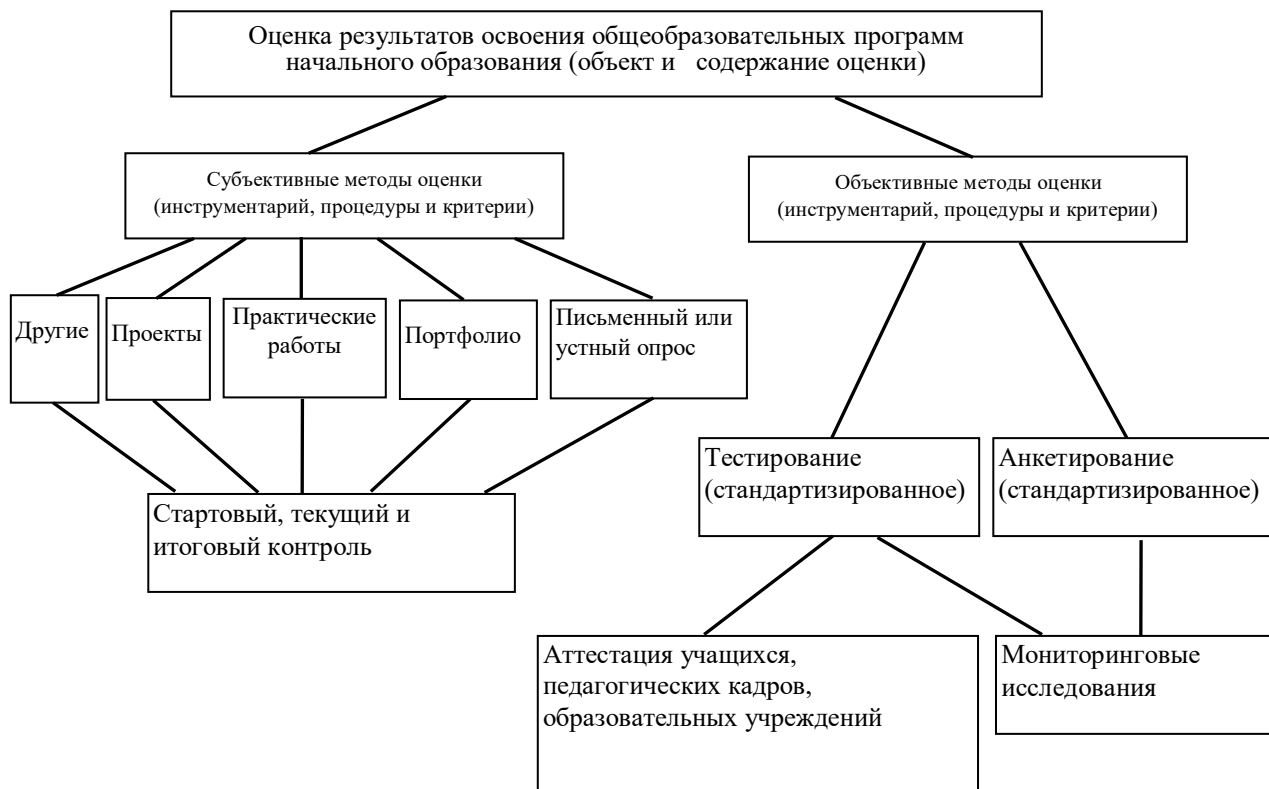 Оценка результатов освоения общеобразовательных программ
начального образования (объект и содержание оценки)
Субъективные методы оценки
(инструментарий, процедуры и критерии)
Объективные методы оценки
(инструментарий, процедуры и критерии)
Другие
Проекты
Практические
работы
Портфолио
Письменный или
устный опрос
Тестирование
(стандартизированное)
Анкетирование
(стандартизированное)
Стартовый, текущий и
итоговый контроль
Аттестация учащихся,
педагогических кадров,
образовательных учреждений
Мониторинговые
исследования